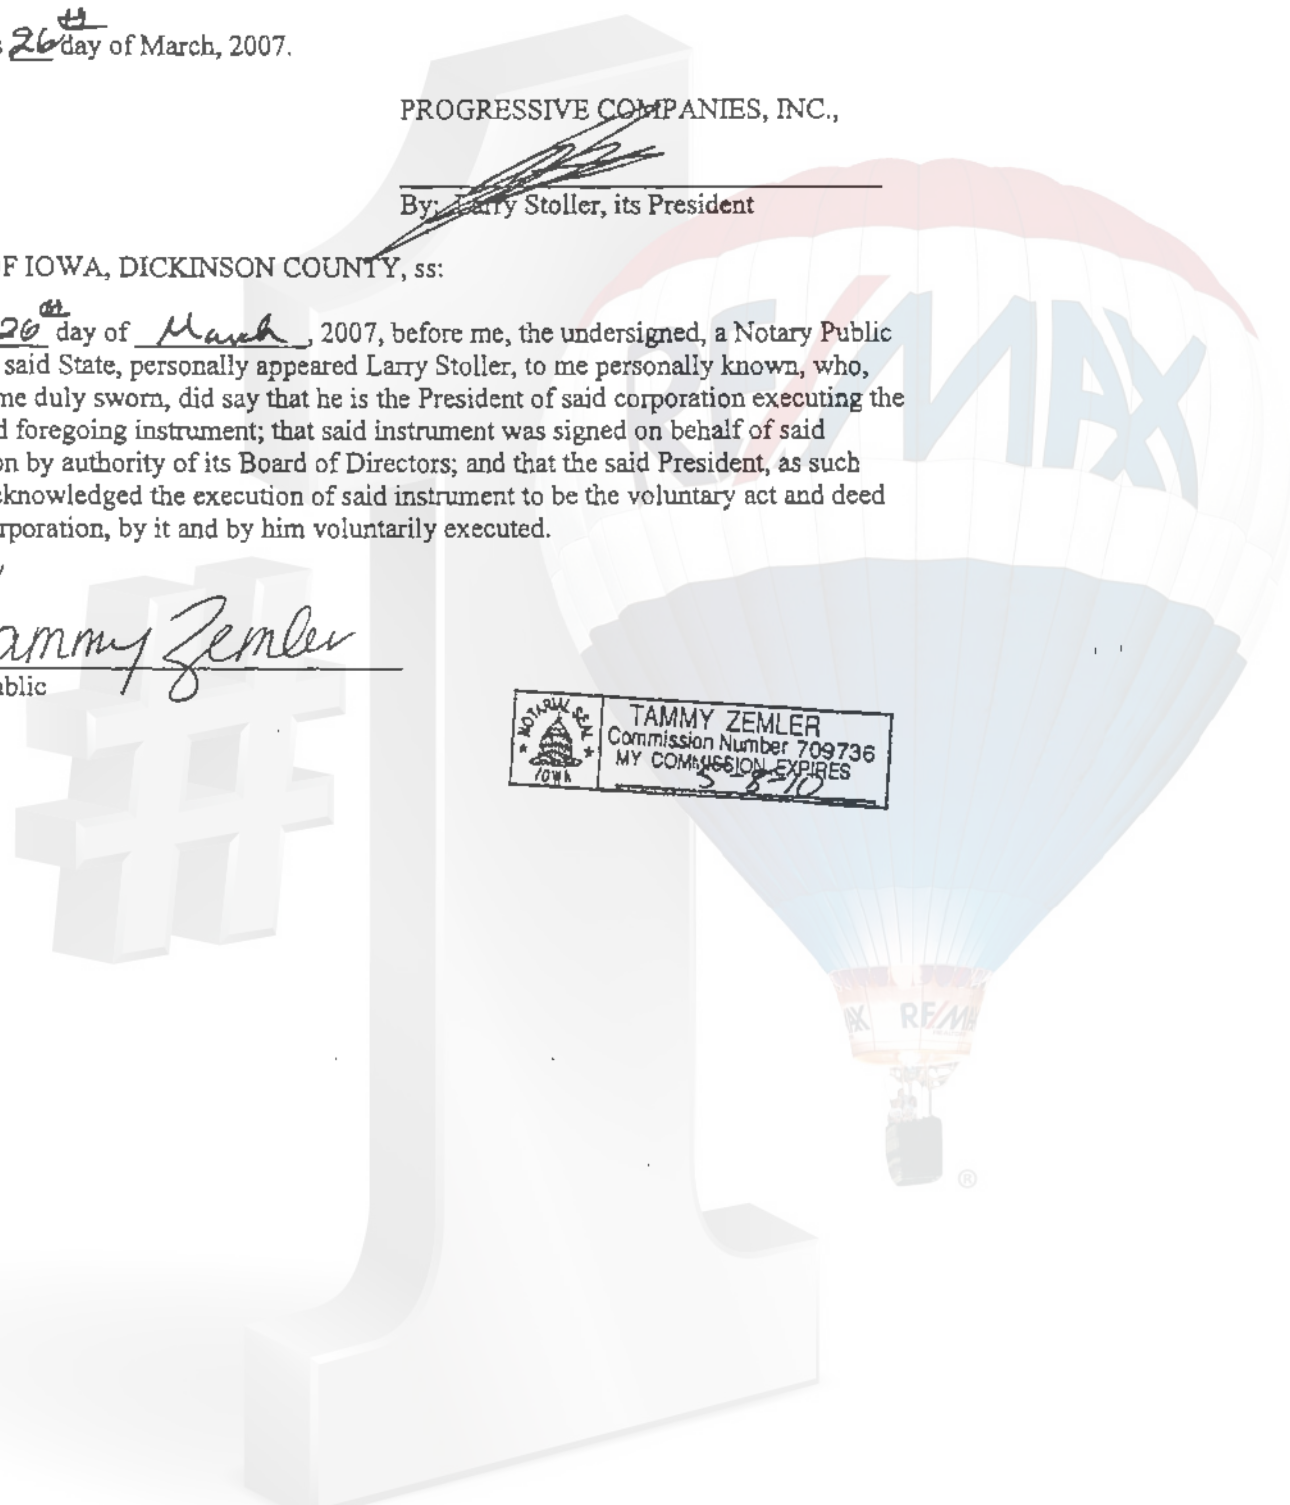 s 26th day of March, 2007.
PROGRESSIVE COMPANIES, INC.,
By: Larry Stoller, its President
F IOWA, DICKINSON COUNTY, ss:
26th day of March, 2007, before me, the undersigned, a Notary Public
said State, personally appeared Larry Stoller, to me personally known, who,
me duly sworn, did say that he is the President of said corporation executing the
d foregoing instrument; that said instrument was signed on behalf of said
on by authority of its Board of Directors; and that the said President, as such
cknowledged the execution of said instrument to be the voluntary act and deed
rporation, by it and by him voluntarily executed.
ammy Zemler
ublic
NOTARIAL SEAL
IOWA
TAMMY ZEMLER
Commission Number 709736
MY COMMISSION EXPIRES
5-8-10
#1
RE/MAX
AX RE/MA
®